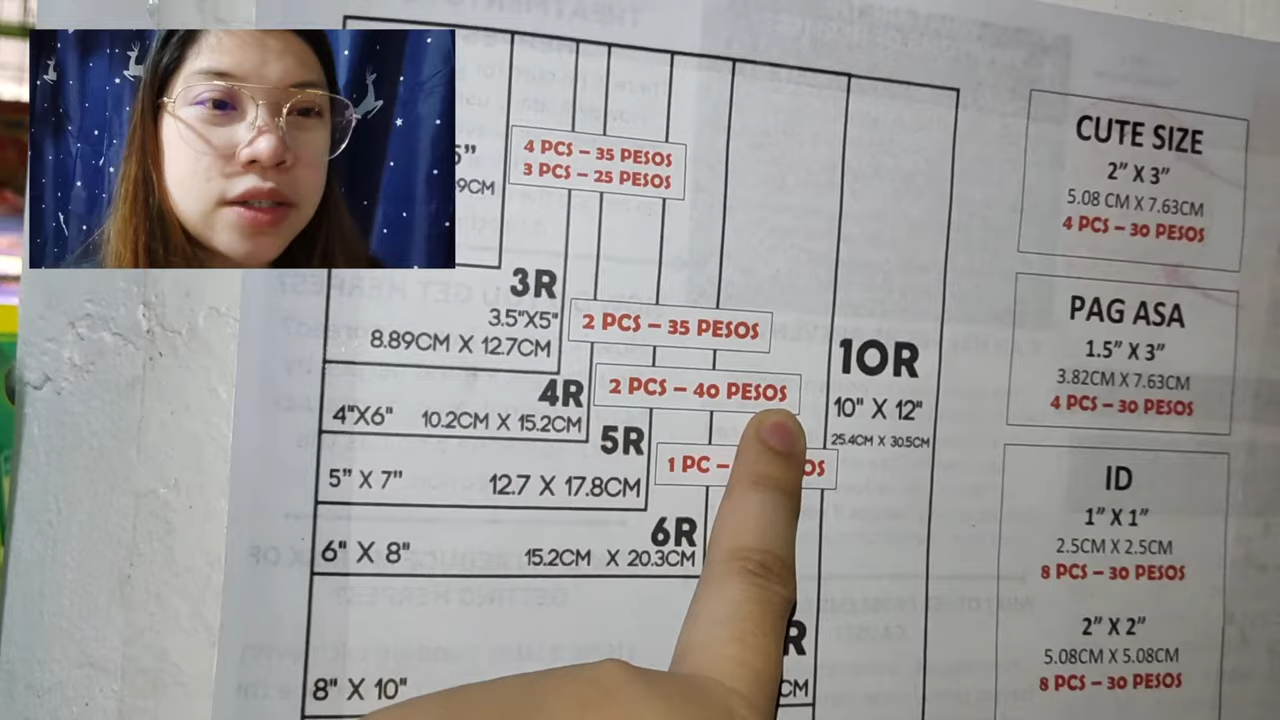 5"
9CM
4 PCS – 35 PESOS
3 PCS – 25 PESOS
3R
3.5"X5"
8.89CM X 12.7CM
2 PCS – 35 PESOS
4R
4"X6" 10.2CM X 15.2CM
2 PCS – 40 PESOS
5R
5" X 7" 12.7 X 17.8CM
1 PC –
OS
6R
6" X 8" 15.2CM X 20.3CM
R
8" X 10"
CM
10R
10" X 12"
25.4CM X 30.5CM
CUTE SIZE
2" X 3"
5.08 CM X 7.63CM
4 PCS – 30 PESOS
PAG ASA
1.5" X 3"
3.82CM X 7.63CM
4 PCS – 30 PESOS
ID
1" X 1"
2.5CM X 2.5CM
8 PCS – 30 PESOS
2" X 2"
5.08CM X 5.08CM
8 PCS – 30 PESOS